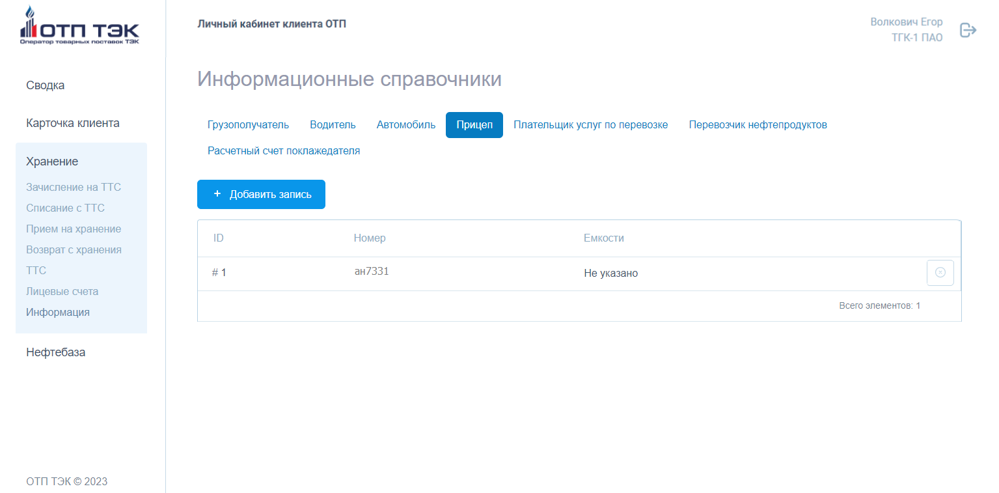 ОТП ТЭК
Оператор товарных поставок ТЭК
Личный кабинет клиента ОТП
Волкович Егор
ТГК-1 ПАО
Сводка
Карточка клиента
Хранение
Зачисление на ТТС
Списание с ТТС
Прием на хранение
Возврат с хранения
ТТС
Лицевые счета
Информация
Нефтебаза
ОТП ТЭК © 2023
Информационные справочники
Грузополучатель Водитель Автомобиль Прицеп Плательщик услуг по перевозке Перевозчик нефтепродуктов
Расчетный счет поклажедателя
+ Добавить запись
ID Номер Емкости
# 1 ан7331 Не указано
Всего элементов: 1